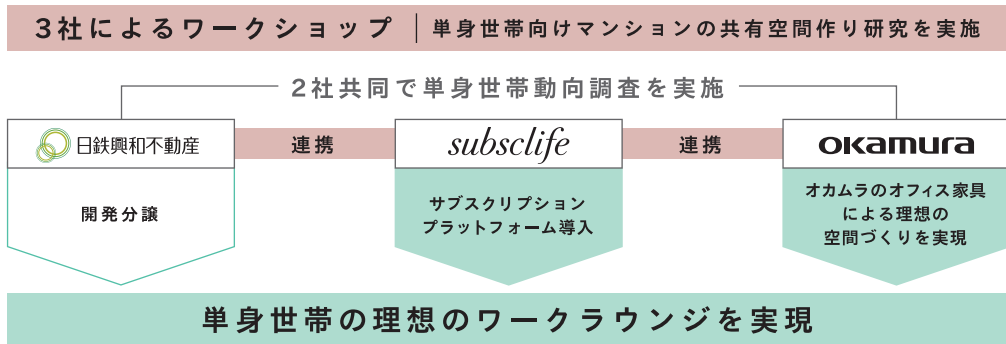 3社によるワークショップ｜単身世帯向けマンションの共有空間作り研究を実施
2社共同で単身世帯動向調査を実施
日鉄興和不動産
連携
subsclife
連携
okamura
開発分譲
サブスクリプション
プラットフォーム導入
オカムラのオフィス家具
による理想の
空間づくりを実現
単身世帯の理想のワークラウンジを実現